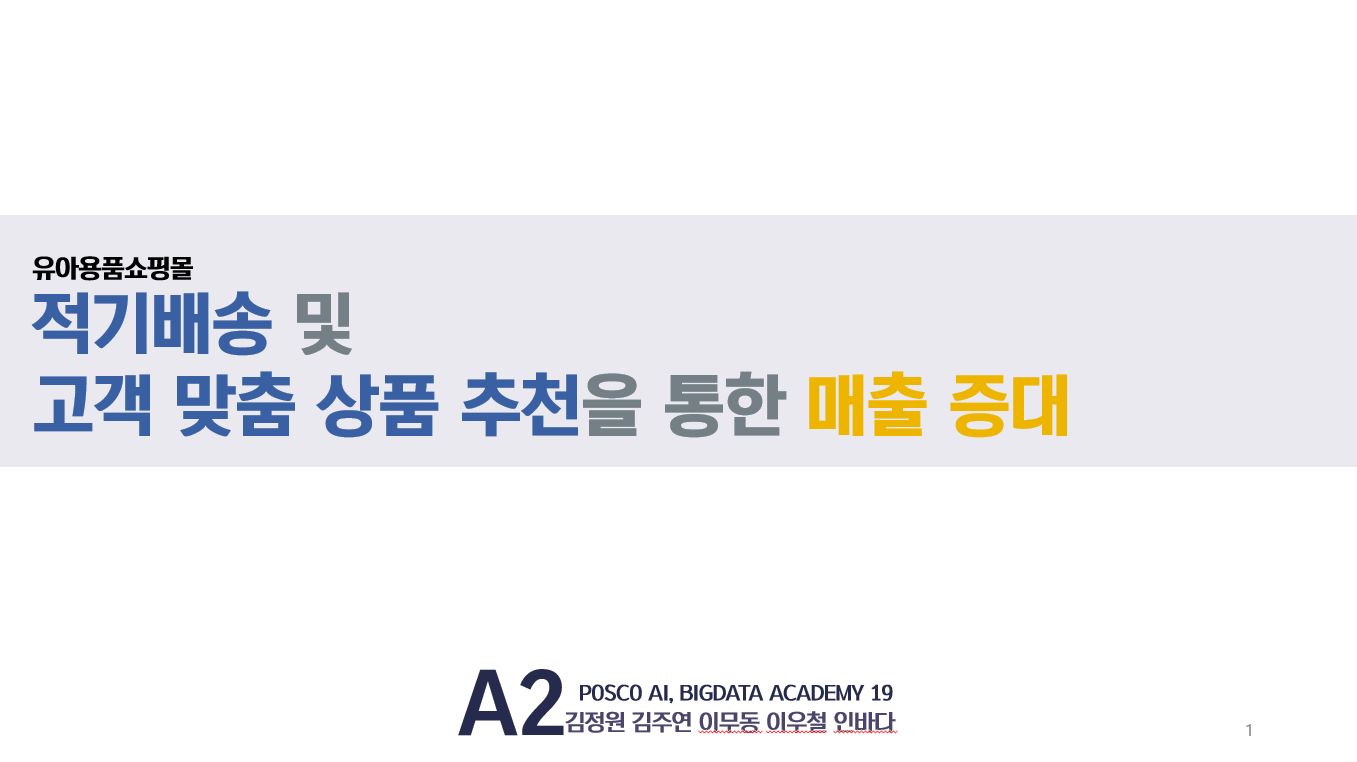 유아용품쇼핑몰
적기배송 및
고객 맞춤 상품 추천을 통한 매출 증대
A2
POSCO AI, BIGDATA ACADEMY 19
김정원 김주연 이무동 이우철 인바다
1